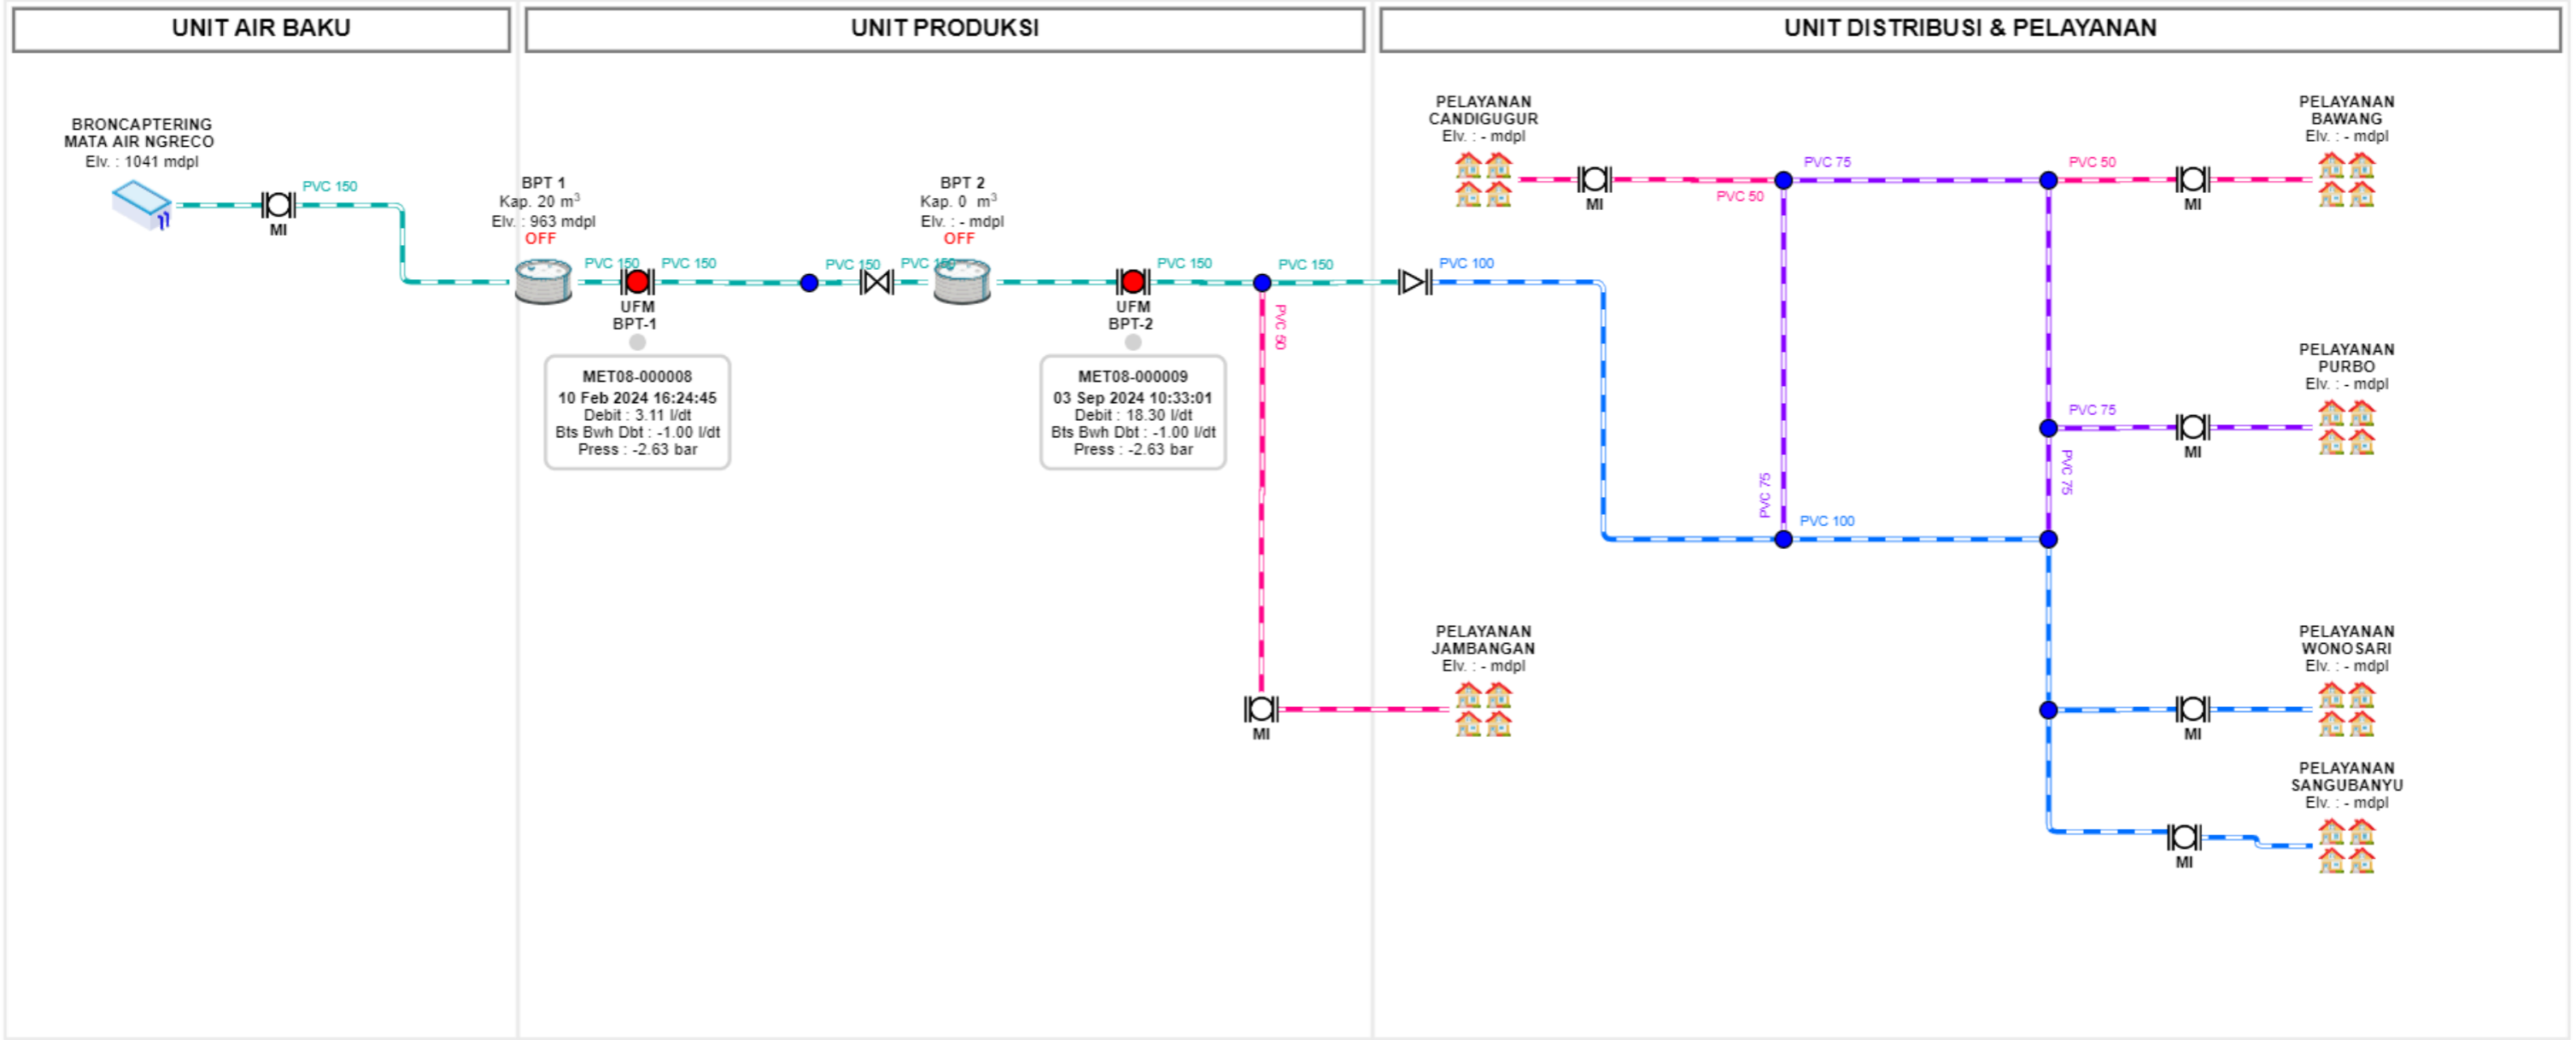 UNIT AIR BAKU
UNIT PRODUKSI
UNIT DISTRIBUSI & PELAYANAN
BRONCAPTERING
MATA AIR NGRECO
Elv. : 1041 mdpl
PVC 150
MI
BPT 1
Kap. 20 m³
Elv. : 963 mdpl
OFF
PVC 150
PVC 150
UFM
BPT-1
MET08-000008
10 Feb 2024 16:24:45
Debit : 3.11 l/dt
Bts Bwh Dbt : -1.00 l/dt
Press : -2.63 bar
PVC 150
PVC 150
BPT 2
Kap. 0 m³
Elv. : - mdpl
OFF
UFM
BPT-2
MET08-000009
03 Sep 2024 10:33:01
Debit : 18.30 l/dt
Bts Bwh Dbt : -1.00 l/dt
Press : -2.63 bar
PVC 150
PVC 150
PVC 50
MI
PELAYANAN
JAMBANGAN
Elv. : - mdpl
PVC 100
PELAYANAN
CANDIGUGUR
Elv. : - mdpl
MI
PVC 50
PVC 75
PVC 75
PVC 100
PVC 50
MI
PELAYANAN
BAWANG
Elv. : - mdpl
PELAYANAN
PURBO
Elv. : - mdpl
PVC 75
MI
PVC 75
PELAYANAN
WONOSARI
Elv. : - mdpl
MI
PELAYANAN
SANGUBANYU
Elv. : - mdpl
MI